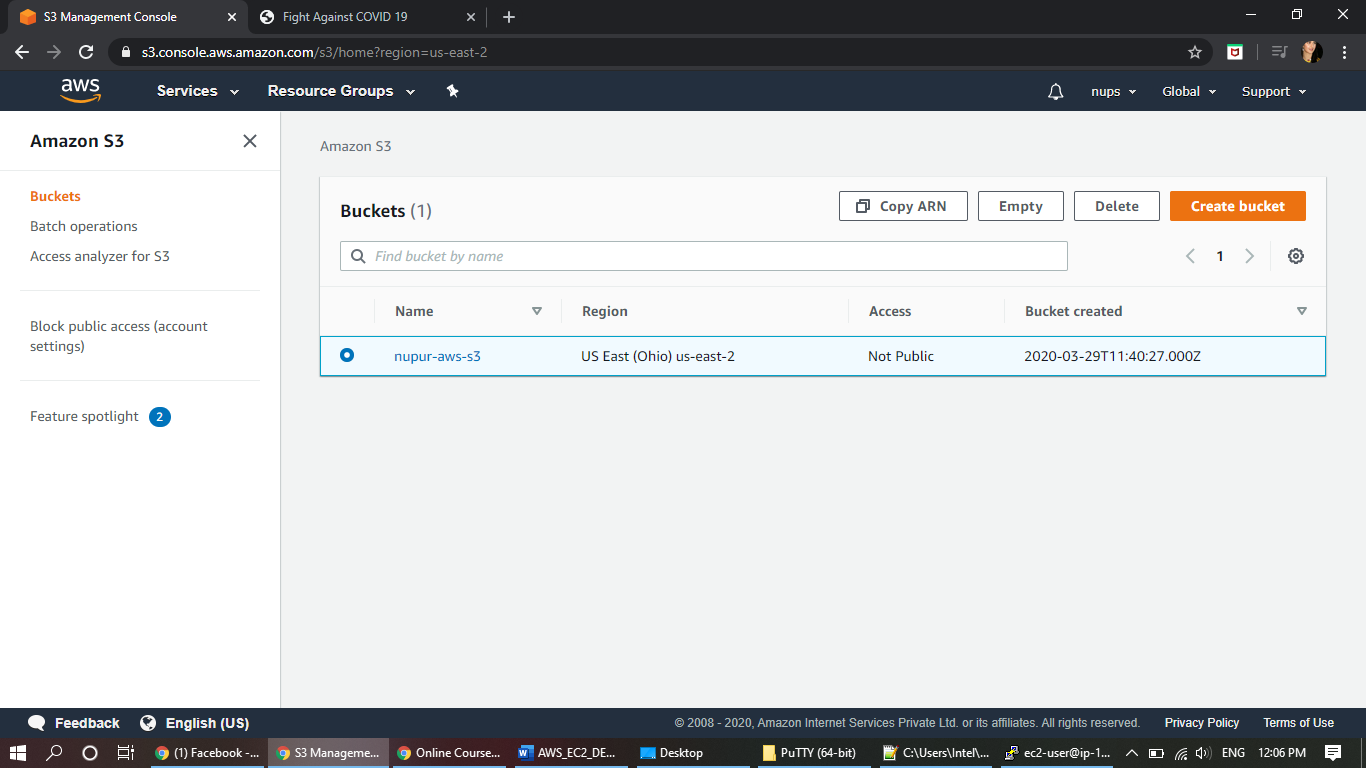 S3 Management Console
Fight Against COVID 19
s3.console.aws.amazon.com/s3/home?region=us-east-2
aws
Services
Resource Groups
nups
Global
Support
Amazon S3
Buckets
Batch operations
Access analyzer for S3
Block public access (account
settings)
Feature spotlight 2
Amazon S3
Buckets (1)
Copy ARN
Empty
Delete
Create bucket
Find bucket by name
1
Name
Region
Access
Bucket created
nupur-aws-s3
US East (Ohio) us-east-2
Not Public
2020-03-29T11:40:27.000Z
Feedback
English (US)
© 2008 - 2020, Amazon Internet Services Private Ltd. or its affiliates. All rights reserved.
Privacy Policy
Terms of Use
(1) Facebook -...
S3 Manageme...
Online Course...
AWS_EC2_DE...
Desktop
PuTTY (64-bit)
C:\Users\Intel\...
ec2-user@ip-1...
ENG
12:06 PM